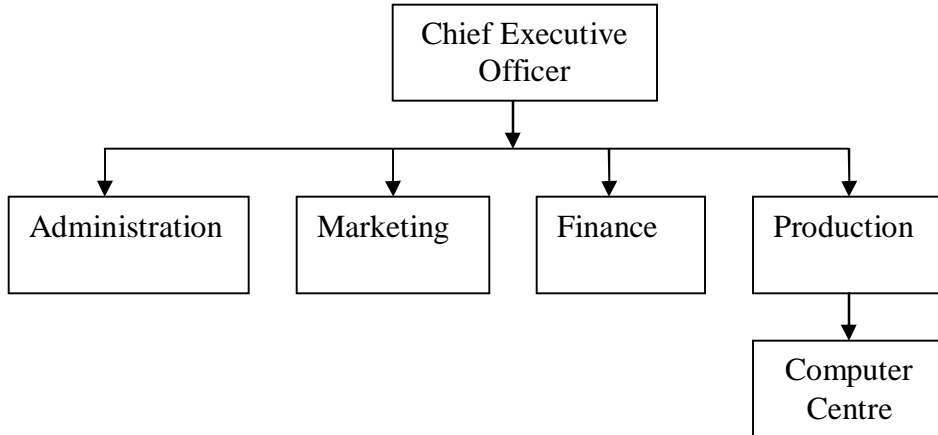 Chief Executive
Officer
Administration
Marketing
Finance
Production
Computer
Centre